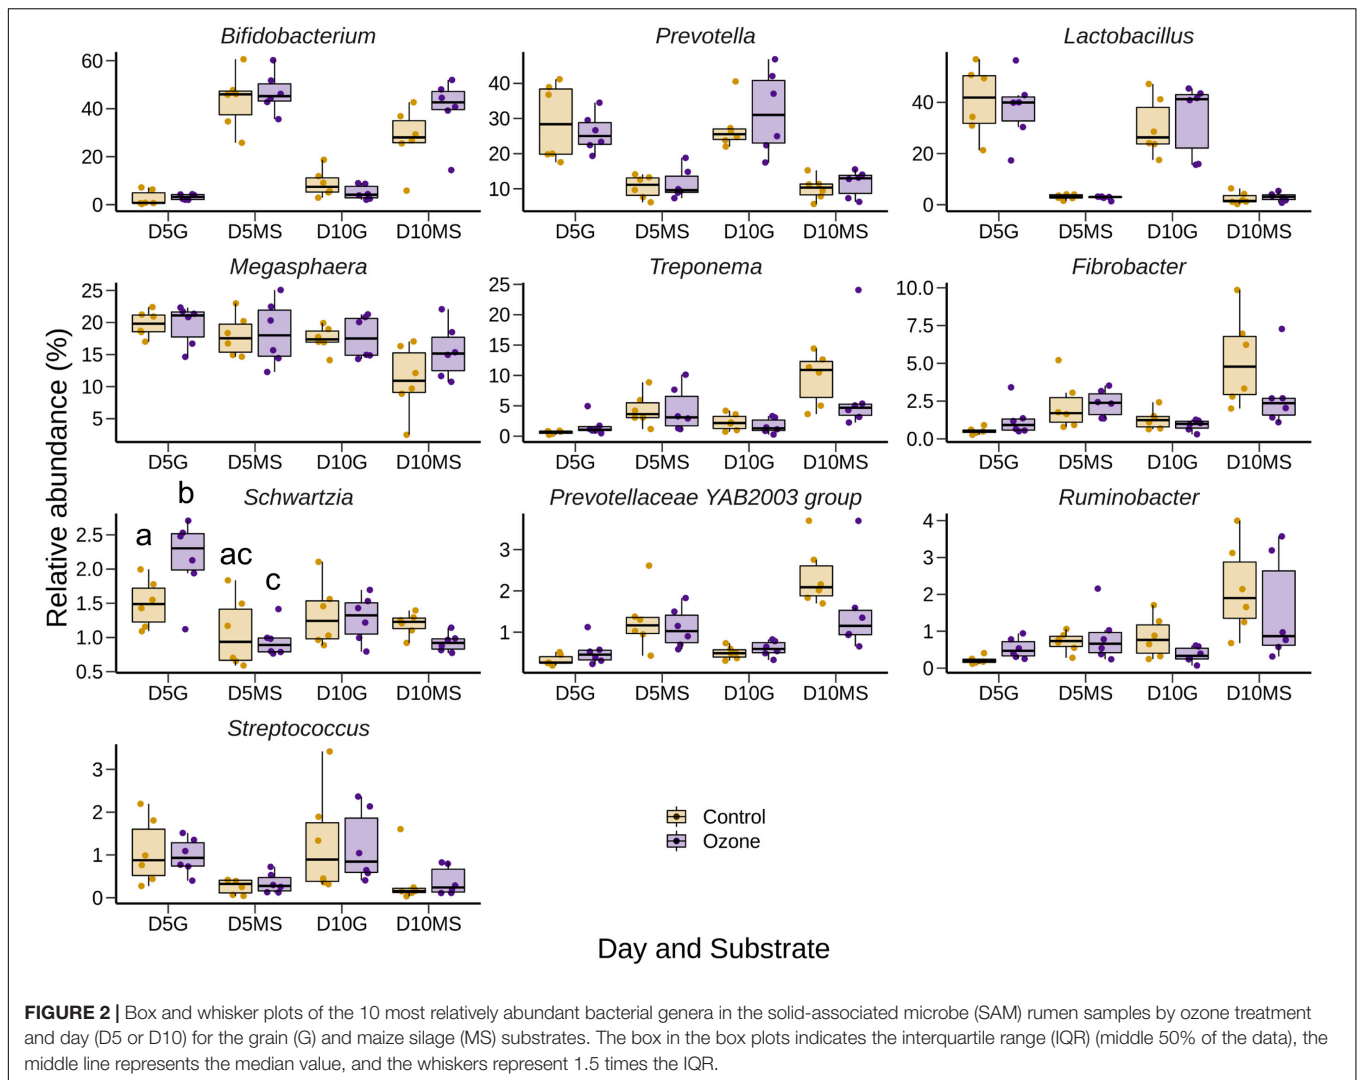 Bifidobacterium
Prevotella
Lactobacillus
60
40
20
0
40
30
20
10
40
20
0
D5G D5MS D10G D10MS
D5G D5MS D10G D10MS
D5G D5MS D10G D10MS
Megasphaera
Treponema
Fibrobacter
25
20
15
10
5
25
20
15
10
5
0
10.0
7.5
5.0
2.5
0.0
D5G D5MS D10G D10MS
D5G D5MS D10G D10MS
D5G D5MS D10G D10MS
Relative abundance (%)
Schwartzia
Prevotellaceae YAB2003 group
Ruminobacter
2.5
2.0
1.5
1.0
0.5
a
b
ac
c
3
2
1
4
3
2
1
0
D5G D5MS D10G D10MS
D5G D5MS D10G D10MS
D5G D5MS D10G D10MS
Streptococcus
3
2
1
0
D5G D5MS D10G D10MS
Control
Ozone
Day and Substrate
FIGURE 2 | Box and whisker plots of the 10 most relatively abundant bacterial genera in the solid-associated microbe (SAM) rumen samples by ozone treatment
and day (D5 or D10) for the grain (G) and maize silage (MS) substrates. The box in the box plots indicates the interquartile range (IQR) (middle 50% of the data), the
middle line represents the median value, and the whiskers represent 1.5 times the IQR.